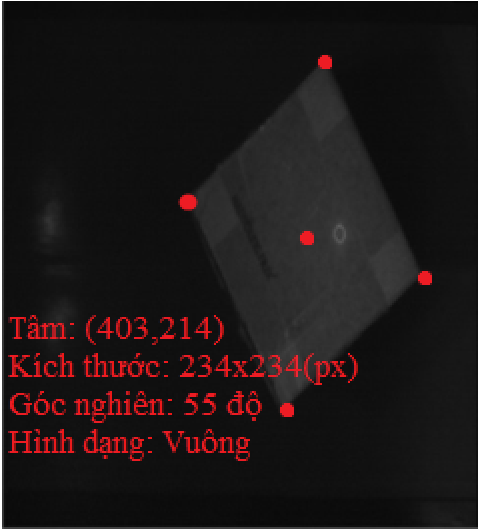 Tâm: (403,214)
Kích thước: 234x234(px)
Góc nghiên: 55 độ
Hình dạng: Vuông